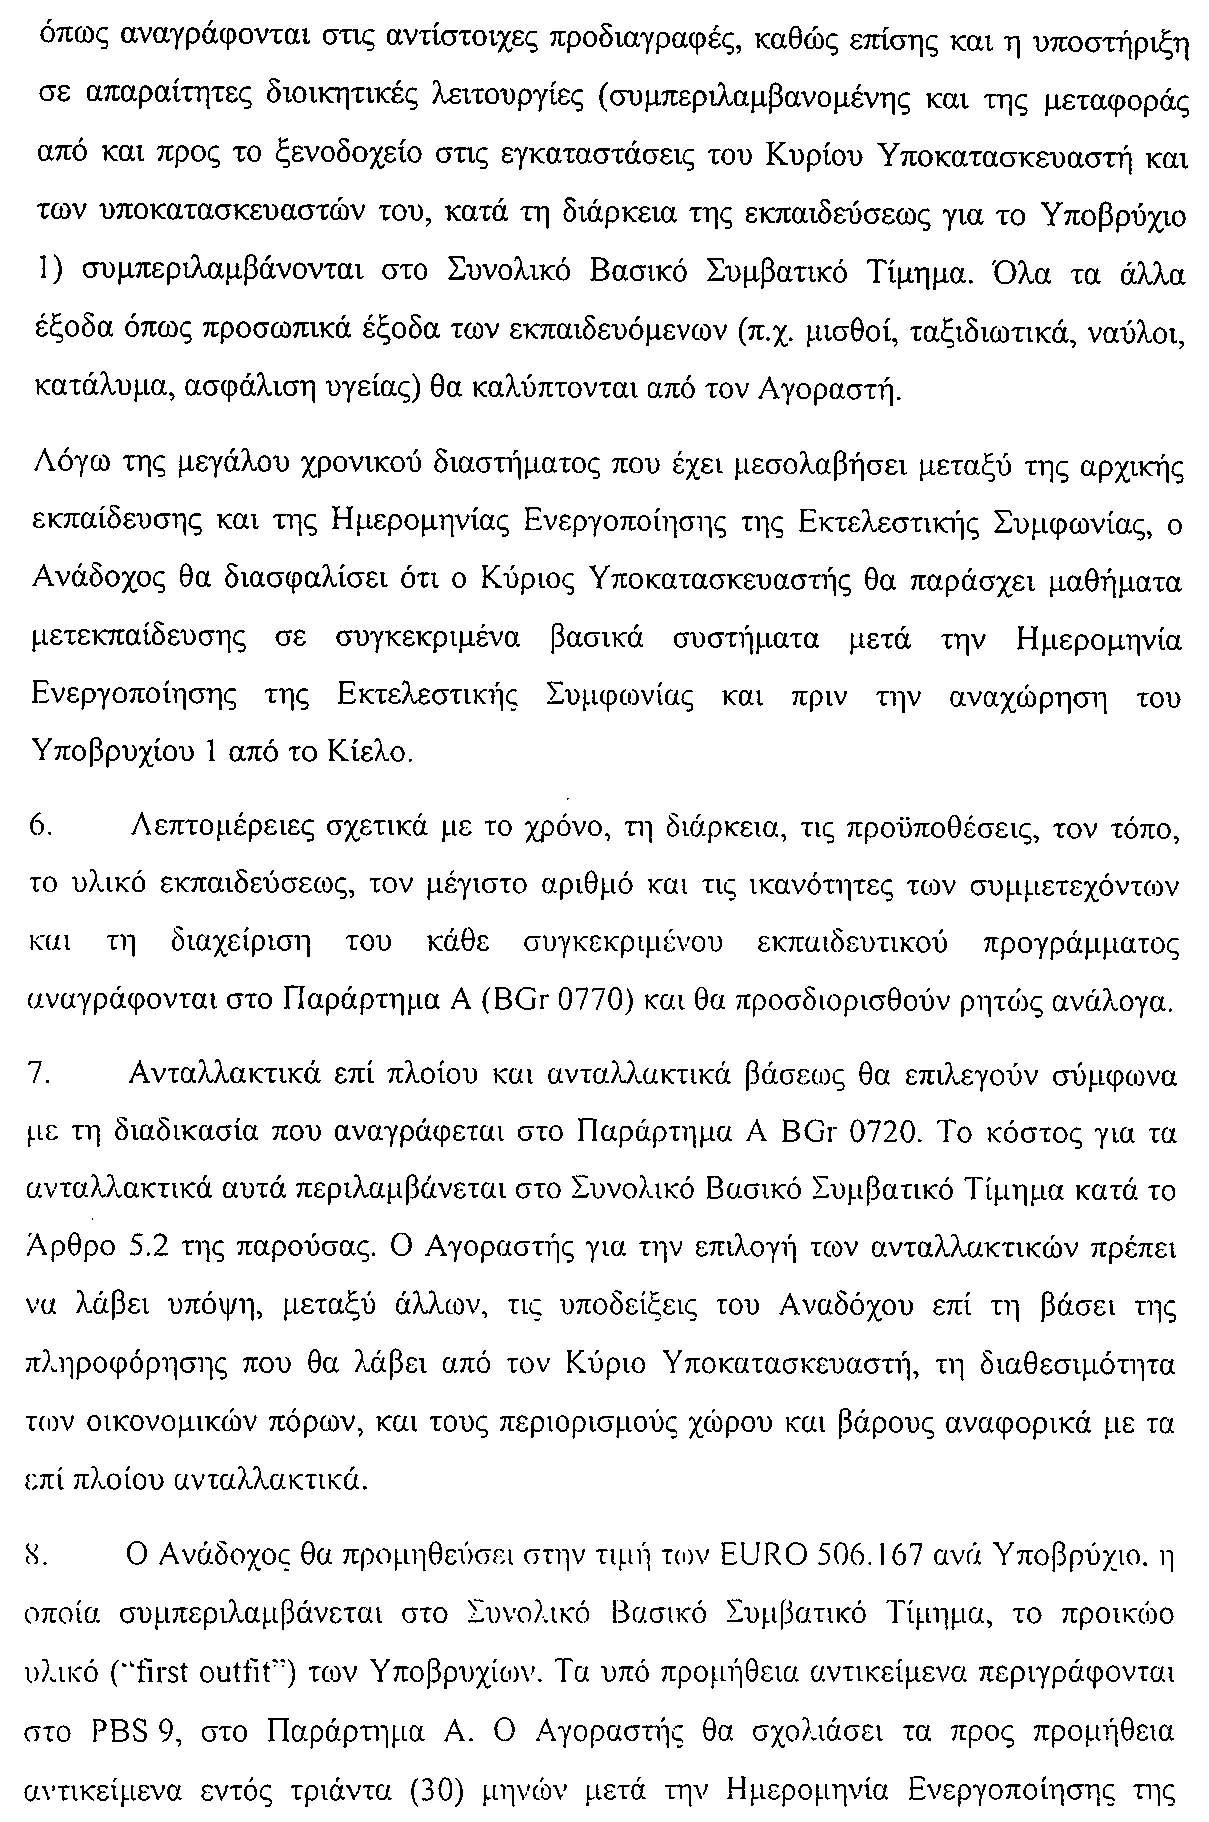 όπως αναγράφονται στις αντίστοιχες προδιαγραφές, καθώς επίσης και η υποστήριξη
σε απαραίτητες διοικητικές λειτουργίες (συμπεριλαμβανομένης και της μεταφοράς
από και προς το ξενοδοχείο στις εγκαταστάσεις του Κυρίου Υποκατασκευαστή και
των υποκατασκευαστών του, κατά τη διάρκεια της εκπαιδεύσεως για το Υποβρύχιο
1) συμπεριλαμβάνονται στο Συνολικό Βασικό Συμβατικό Τίμημα. Όλα τα άλλα
έξοδα όπως προσωπικά έξοδα των εκπαιδευόμενων (π.χ. μισθοί, ταξιδιωτικά, ναύλοι,
κατάλυμα, ασφάλιση υγείας) θα καλύπτονται από τον Αγοραστή.
Λόγω της μεγάλου χρονικού διαστήματος που έχει μεσολαβήσει μεταξύ της αρχικής
εκπαίδευσης και της Ημερομηνίας Ενεργοποίησης της Εκτελεστικής Συμφωνίας, ο
Ανάδοχος θα διασφαλίσει ότι ο Κύριος Υποκατασκευαστής θα παράσχει μαθήματα
μετεκπαίδευσης σε συγκεκριμένα βασικά συστήματα μετά την Ημερομηνία
Ενεργοποίησης της Εκτελεστικής Συμφωνίας και πριν την αναχώρηση του
Υποβρυχίου 1 από το Κίελο.
6. Λεπτομέρειες σχετικά με το χρόνο, τη διάρκεια, τις προϋποθέσεις, τον τόπο,
το υλικό εκπαιδεύσεως, τον μέγιστο αριθμό και τις ικανότητες των συμμετεχόντων
και τη διαχείριση του κάθε συγκεκριμένου εκπαιδευτικού προγράμματος
αναγράφονται στο Παράρτημα Α (BGr 0770) και θα προσδιορισθούν ρητώς ανάλογα.
7. Ανταλλακτικά επί πλοίου και ανταλλακτικά βάσεως θα επιλεγούν σύμφωνα
με τη διαδικασία που αναγράφεται στο Παράρτημα Α BGr 0720. Το κόστος για τα
ανταλλακτικά αυτά περιλαμβάνεται στο Συνολικό Βασικό Συμβατικό Τίμημα κατά το
Άρθρο 5.2 της παρούσας. Ο Αγοραστής για την επιλογή των ανταλλακτικών πρέπει
να λάβει υπόψη, μεταξύ άλλων, τις υποδείξεις του Αναδόχου επί τη βάσει της
πληροφόρησης που θα λάβει από τον Κύριο Υποκατασκευαστή, τη διαθεσιμότητα
των οικονομικών πόρων, και τους περιορισμούς χώρου και βάρους αναφορικά με τα
επί πλοίου ανταλλακτικά.
8. Ο Ανάδοχος θα προμηθεύσει στην τιμή των EURO 506.167 ανά Υποβρύχιο. η
οποία συμπεριλαμβάνεται στο Συνολικό Βασικό Συμβατικό Τίμημα, το προικώο
υλικό ("first outfit") των Υποβρυχίων. Τα υπό προμήθεια αντικείμενα περιγράφονται
στο PBS 9, στο Παράρτημα Α. Ο Αγοραστής θα σχολιάσει τα προς προμήθεια
αντικείμενα εντός τριάντα (30) μηνών μετά την Ημερομηνία Ενεργοποίησης της